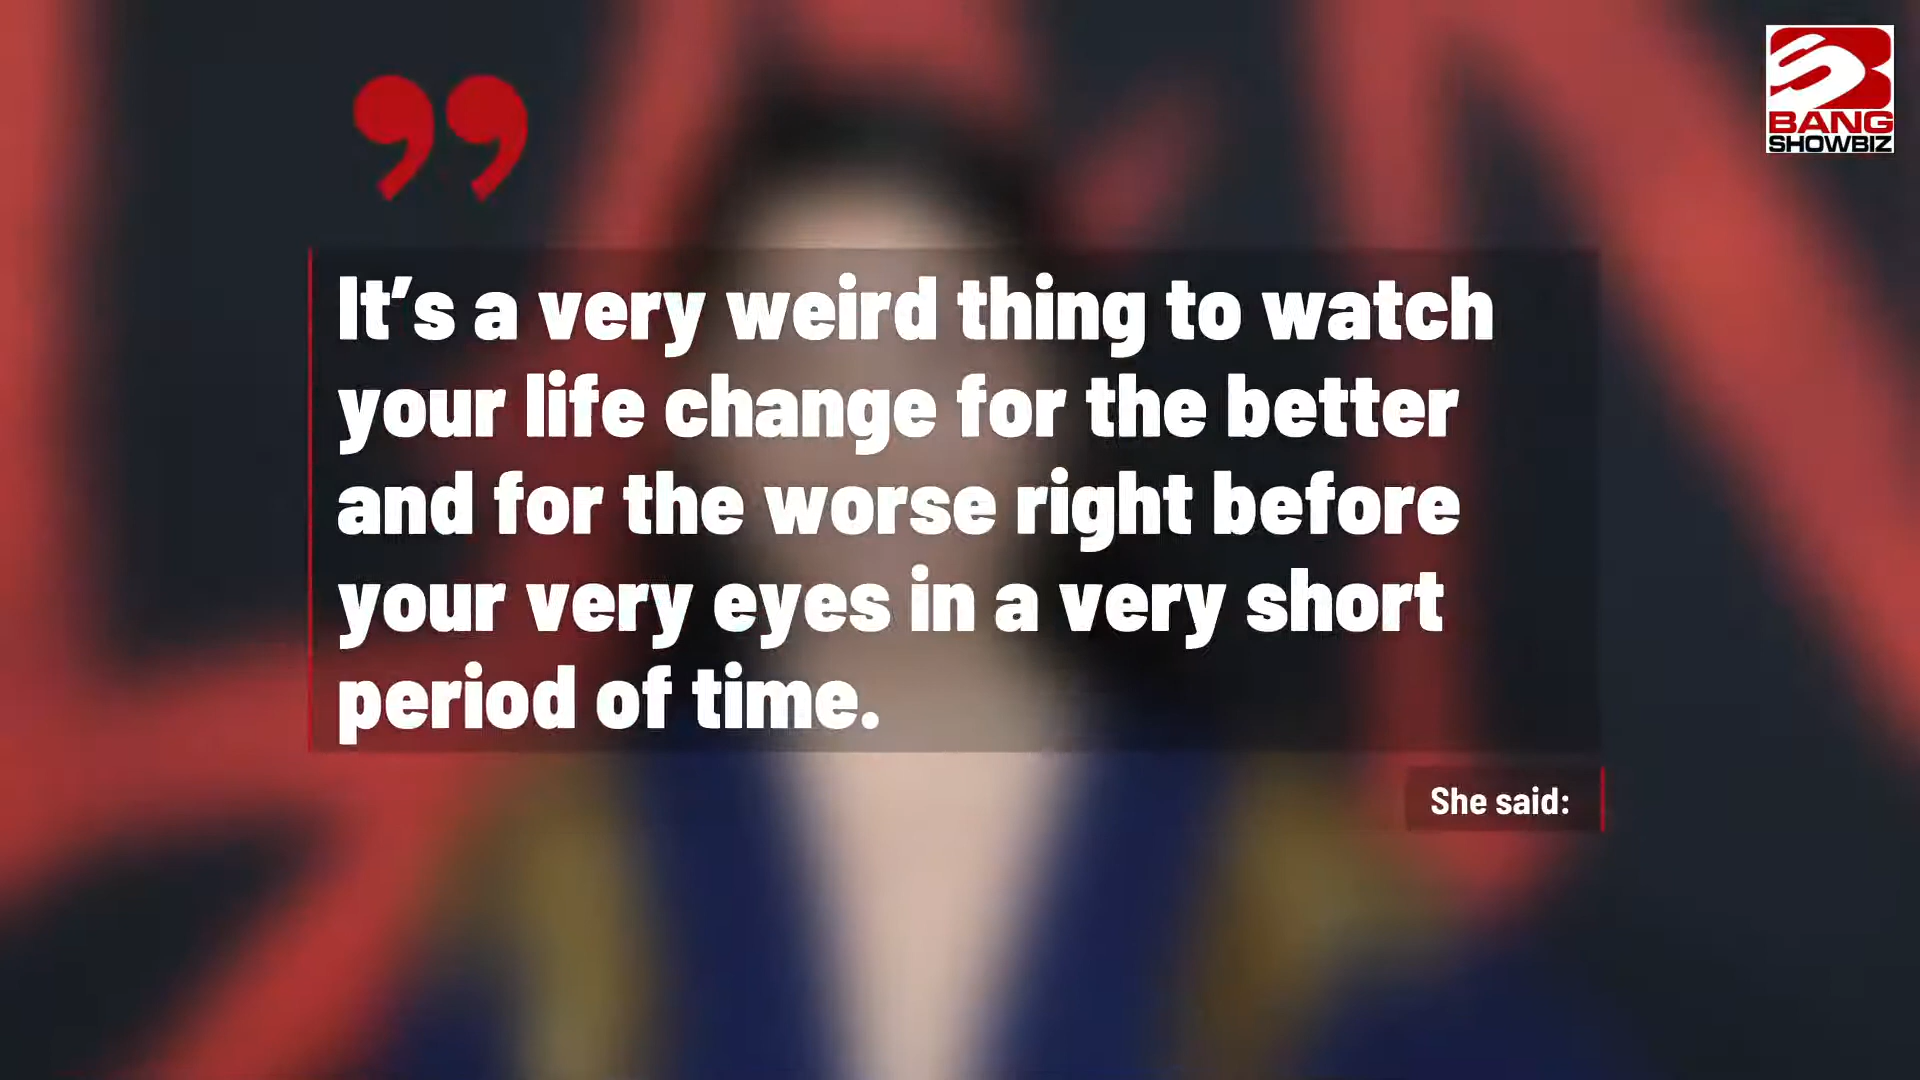 BANG
SHOWBIZ
It’s a very weird thing to watch
your life change for the better
and for the worse right before
your very eyes in a very short
period of time.
She said: